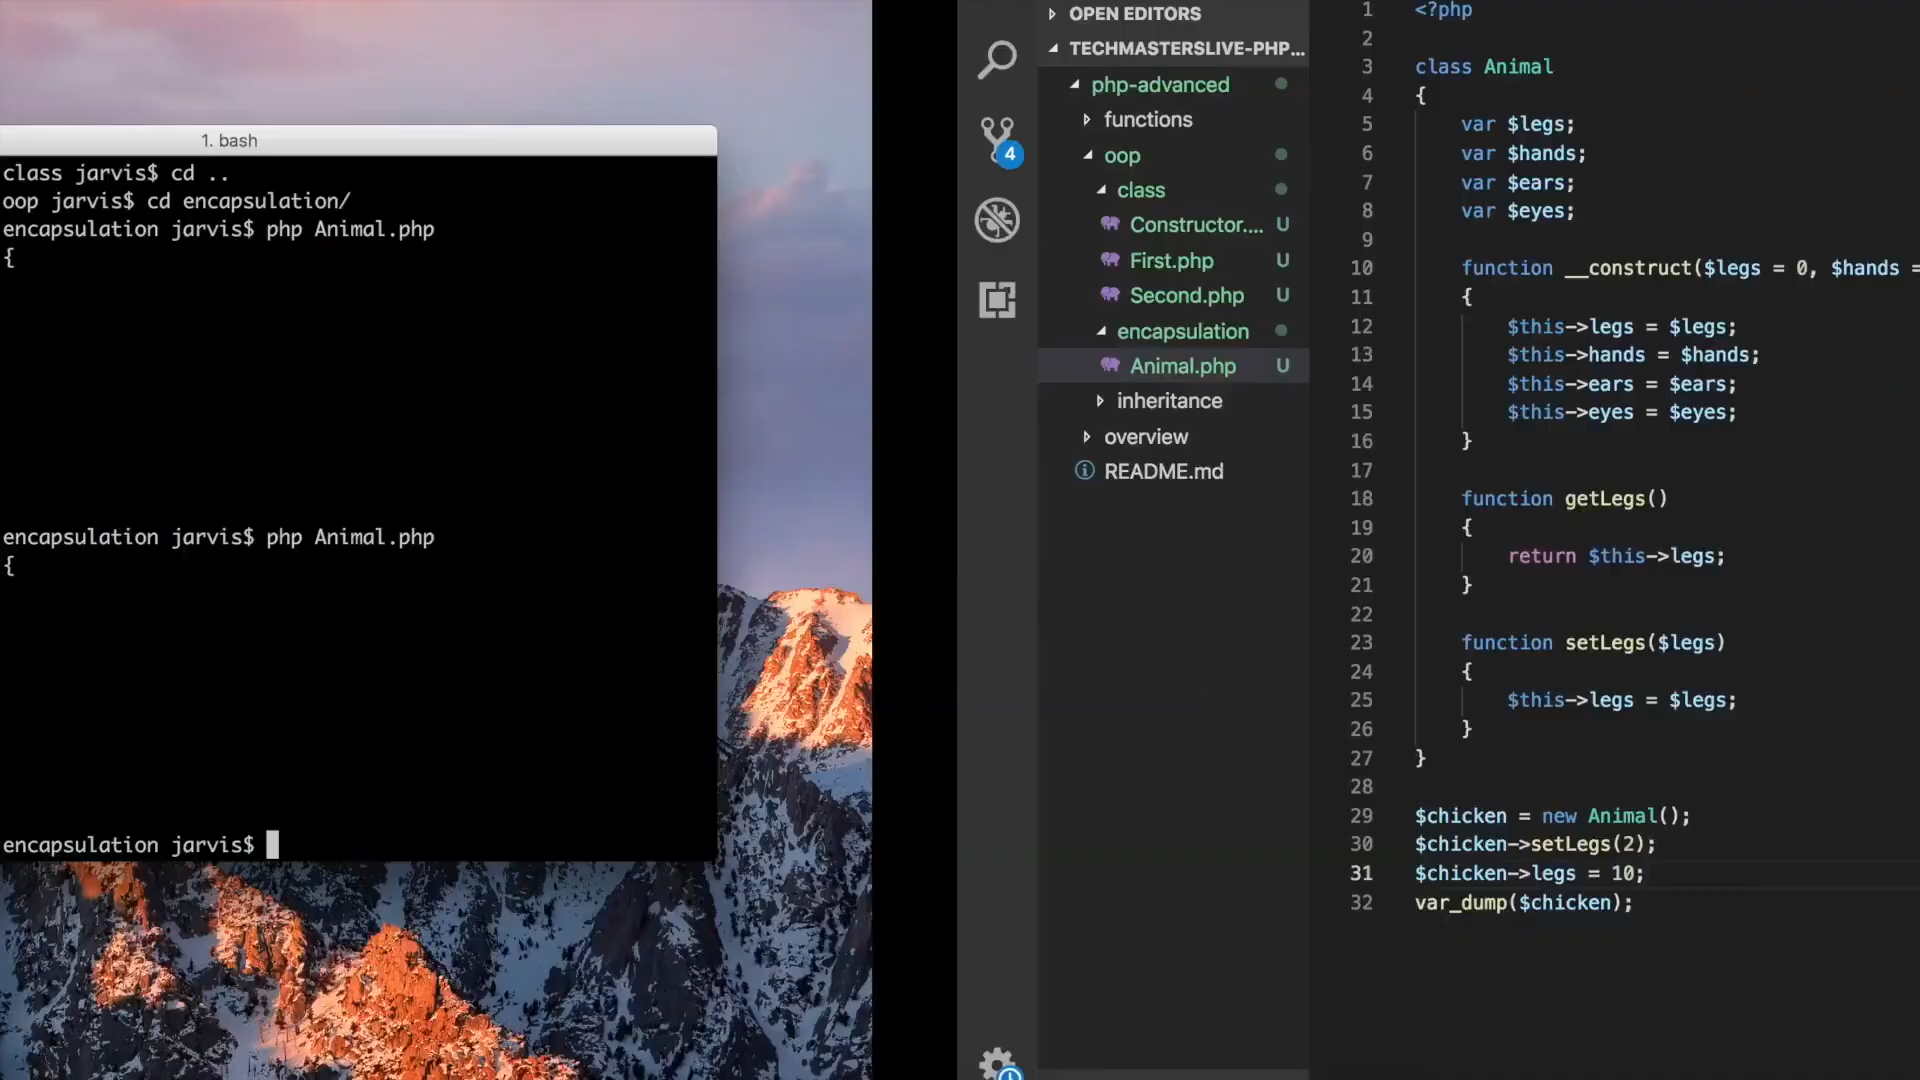 1. bash
class jarvis$ cd ..
oop jarvis$ cd encapsulation/
encapsulation jarvis$ php Animal.php
{
encapsulation jarvis$ php Animal.php
{
encapsulation jarvis$
4
OPEN EDITORS
TECHMASTERSLIVE-PHP...
php-advanced
functions
oop
class
Constructor.... U
First.php U
Second.php U
encapsulation
Animal.php U
inheritance
overview
README.md
1 <?php
2
3 class Animal
4 {
5 var $legs;
6 var $hands;
7 var $ears;
8 var $eyes;
9
10 function __construct($legs = 0, $hands =
11 {
12 $this->legs = $legs;
13 $this->hands = $hands;
14 $this->ears = $ears;
15 $this->eyes = $eyes;
16 }
17
18 function getLegs()
19 {
20 return $this->legs;
21 }
22
23 function setLegs($legs)
24 {
25 $this->legs = $legs;
26 }
27 }
28
29 $chicken = new Animal();
30 $chicken->setLegs(2);
31 $chicken->legs = 10;
32 var_dump($chicken);